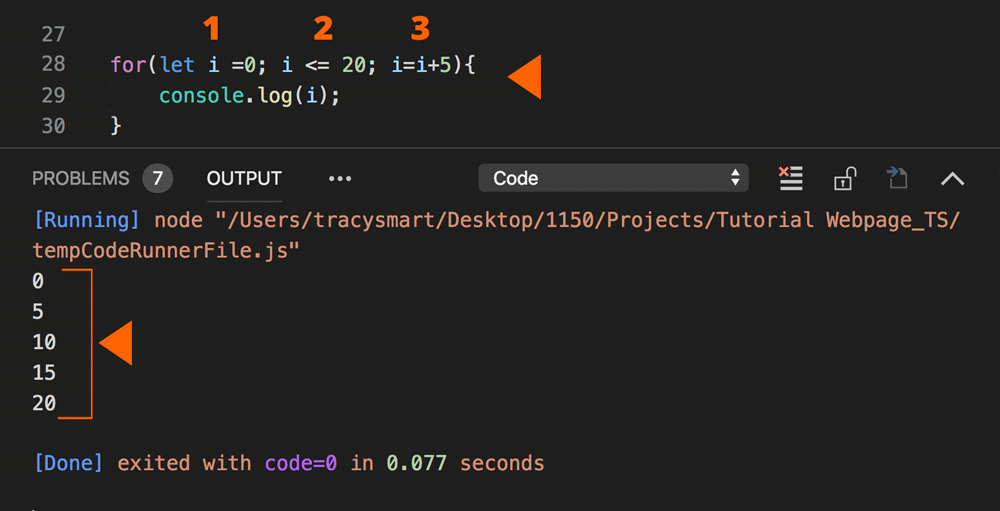 1 2 3
27
28 for(let i =0; i <= 20; i=i+5){
29 console.log(i);
30 }
PROBLEMS 7 OUTPUT ••• Code
[Running] node "/Users/tracysmart/Desktop/1150/Projects/Tutorial Webpage_TS/
tempCodeRunnerFile.js"
0
5
10
15
20
[Done] exited with code=0 in 0.077 seconds